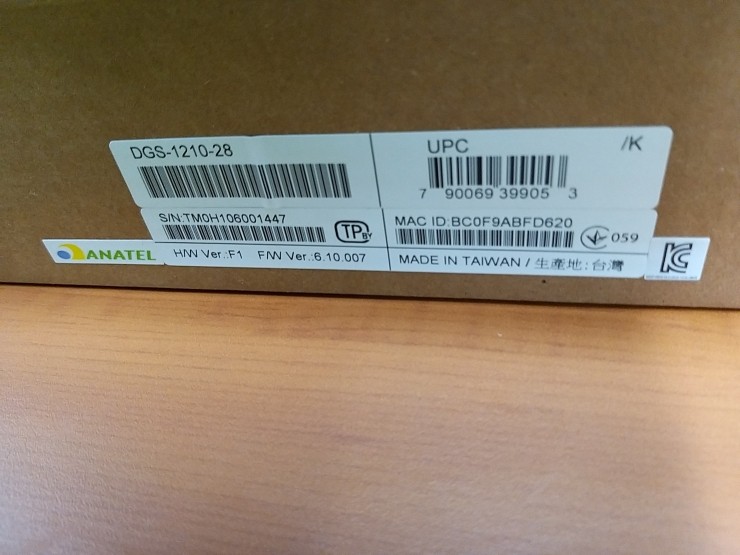 DGS-1210-28
UPC
/K
7 90069 39905 3
S/N:TM0H106001447
TP BY
MAC ID:BC0F9ABFD620
059
ANATEL
H/W Ver.:F1 F/W Ver.:6.10.007
MADE IN TAIWAN / 生產地: 台灣